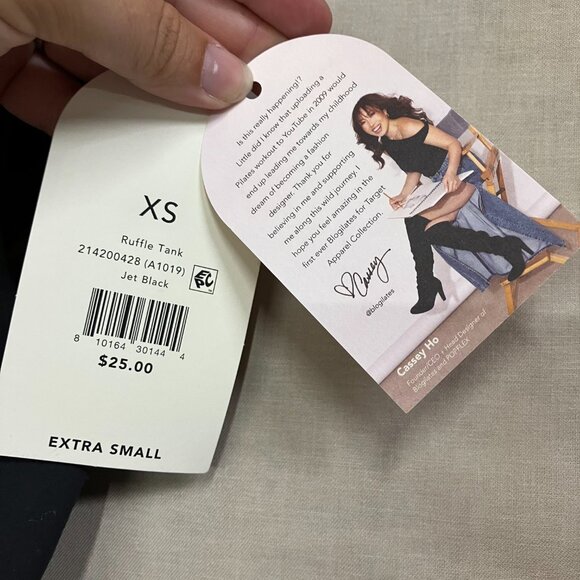 XS
Ruffle Tank
214200428 (A1019)
Jet Black
8 10164 30144 4
$25.00
EXTRA SMALL
Is this really happening!?
Little did I know that uploading a
Pilates workout to YouTube in 2009 would
end up leading me towards my childhood
dream of becoming a fashion
designer. Thank you for
believing in me and supporting
me along this wild journey. I
hope you feel amazing in the
first ever Blogilates for Target
Apparel Collection.
Cassey
@blogilates
Cassey Ho
Founder/CEO + Head Designer of
Blogilates and POPFLEX